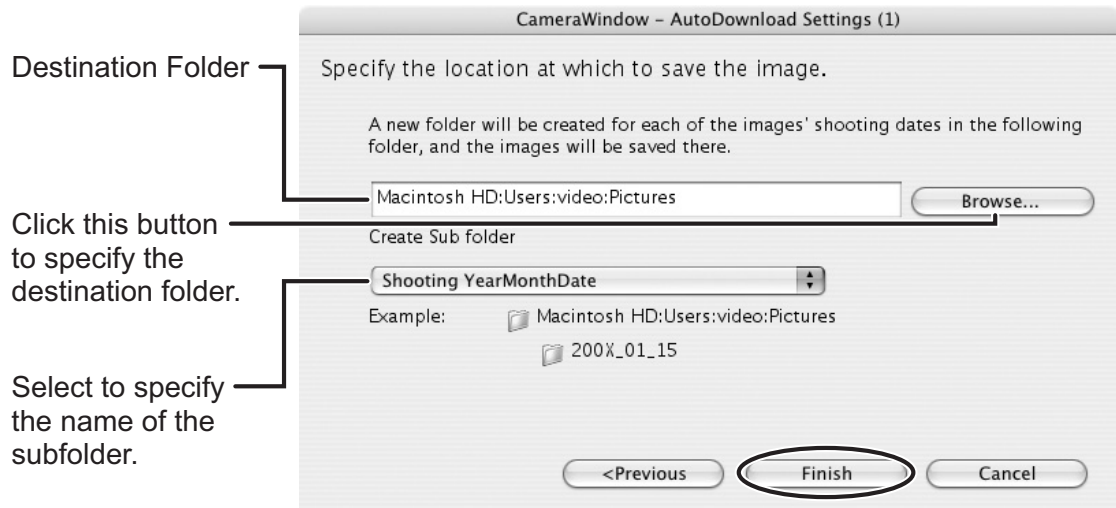 CameraWindow – AutoDownload Settings (1)
Destination Folder
Specify the location at which to save the image.
A new folder will be created for each of the images' shooting dates in the following
folder, and the images will be saved there.
Macintosh HD:Users:video:Pictures
Browse...
Click this button
to specify the
destination folder.
Create Sub folder
Shooting YearMonthDate
Example:
Macintosh HD:Users:video:Pictures
200X_01_15
Select to specify
the name of the
subfolder.
<Previous
Finish
Cancel